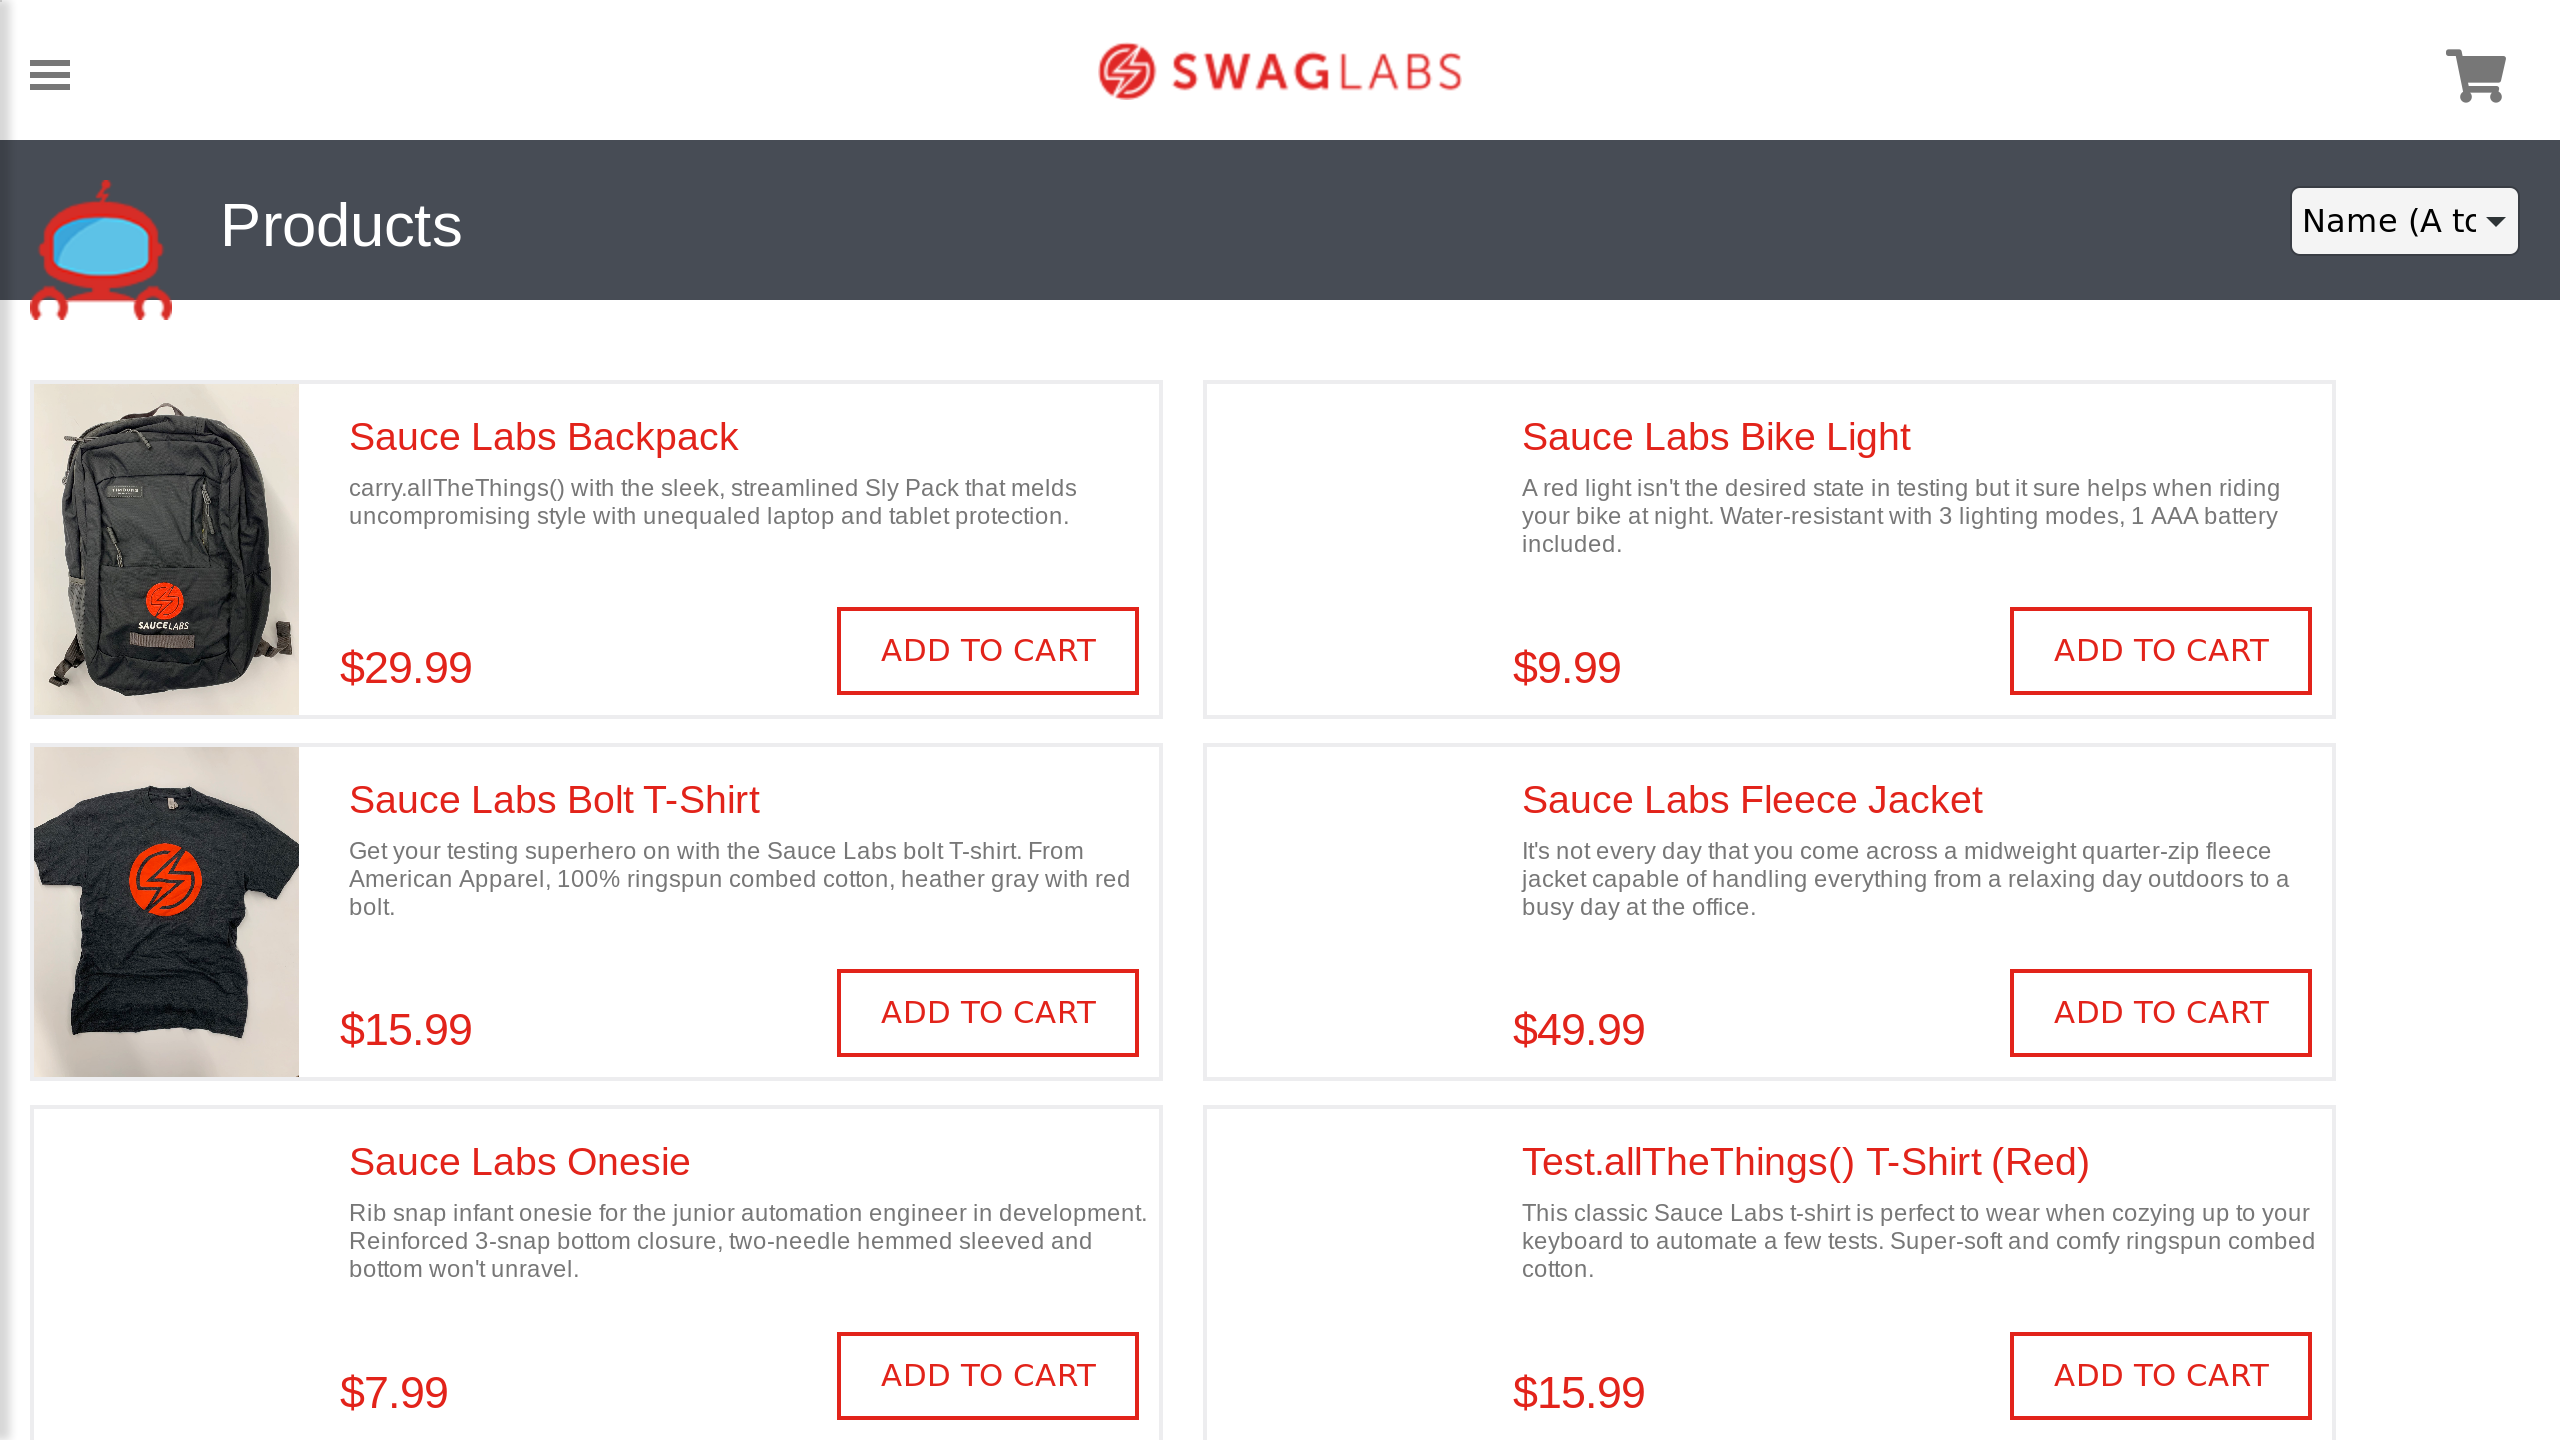 SWAGLABS
Products
Name (A to
Sauce Labs Backpack
carry.allTheThings() with the sleek, streamlined Sly Pack that melds
uncompromising style with unequaled laptop and tablet protection.
$29.99
ADD TO CART
SAUCELABS
Sauce Labs Bike Light
A red light isn't the desired state in testing but it sure helps when riding
your bike at night. Water-resistant with 3 lighting modes, 1 AAA battery
included.
$9.99
ADD TO CART
Sauce Labs Bolt T-Shirt
Get your testing superhero on with the Sauce Labs bolt T-shirt. From
American Apparel, 100% ringspun combed cotton, heather gray with red
bolt.
$15.99
ADD TO CART
Sauce Labs Fleece Jacket
It's not every day that you come across a midweight quarter-zip fleece
jacket capable of handling everything from a relaxing day outdoors to a
busy day at the office.
$49.99
ADD TO CART
Sauce Labs Onesie
Rib snap infant onesie for the junior automation engineer in development.
Reinforced 3-snap bottom closure, two-needle hemmed sleeved and
bottom won't unravel.
$7.99
ADD TO CART
Test.allTheThings() T-Shirt (Red)
This classic Sauce Labs t-shirt is perfect to wear when cozying up to your
keyboard to automate a few tests. Super-soft and comfy ringspun combed
cotton.
$15.99
ADD TO CART